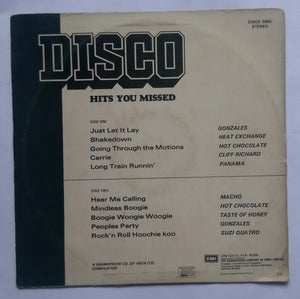 EMGE 2060
STEREO
DISCO
HITS YOU MISSED
SIDE ONE
Just Let It Lay GONZALES
Shakedown HEAT EXCHANGE
Going Through the Motions HOT CHOCOLATE
Carrie CLIFF RICHARD
Long Train Runnin' PANAMA
SIDE TWO
Hear Me Calling MACHO
Mindless Boogie HOT CHOCOLATE
Boogie Woogie Woogie TASTE OF HONEY
Peoples Party GONZALES
Rock'n Roll Hoochie koo SUZI QUATRO
A GRAMOPHONE CO. OF INDIA LTD.
COMPILATION
EMI